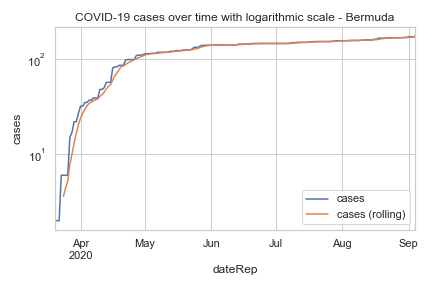 COVID-19 cases over time with logarithmic scale - Bermuda
cases
10²
10¹
cases
cases (rolling)
Apr
2020
May
Jun
Jul
Aug
Sep
dateRep